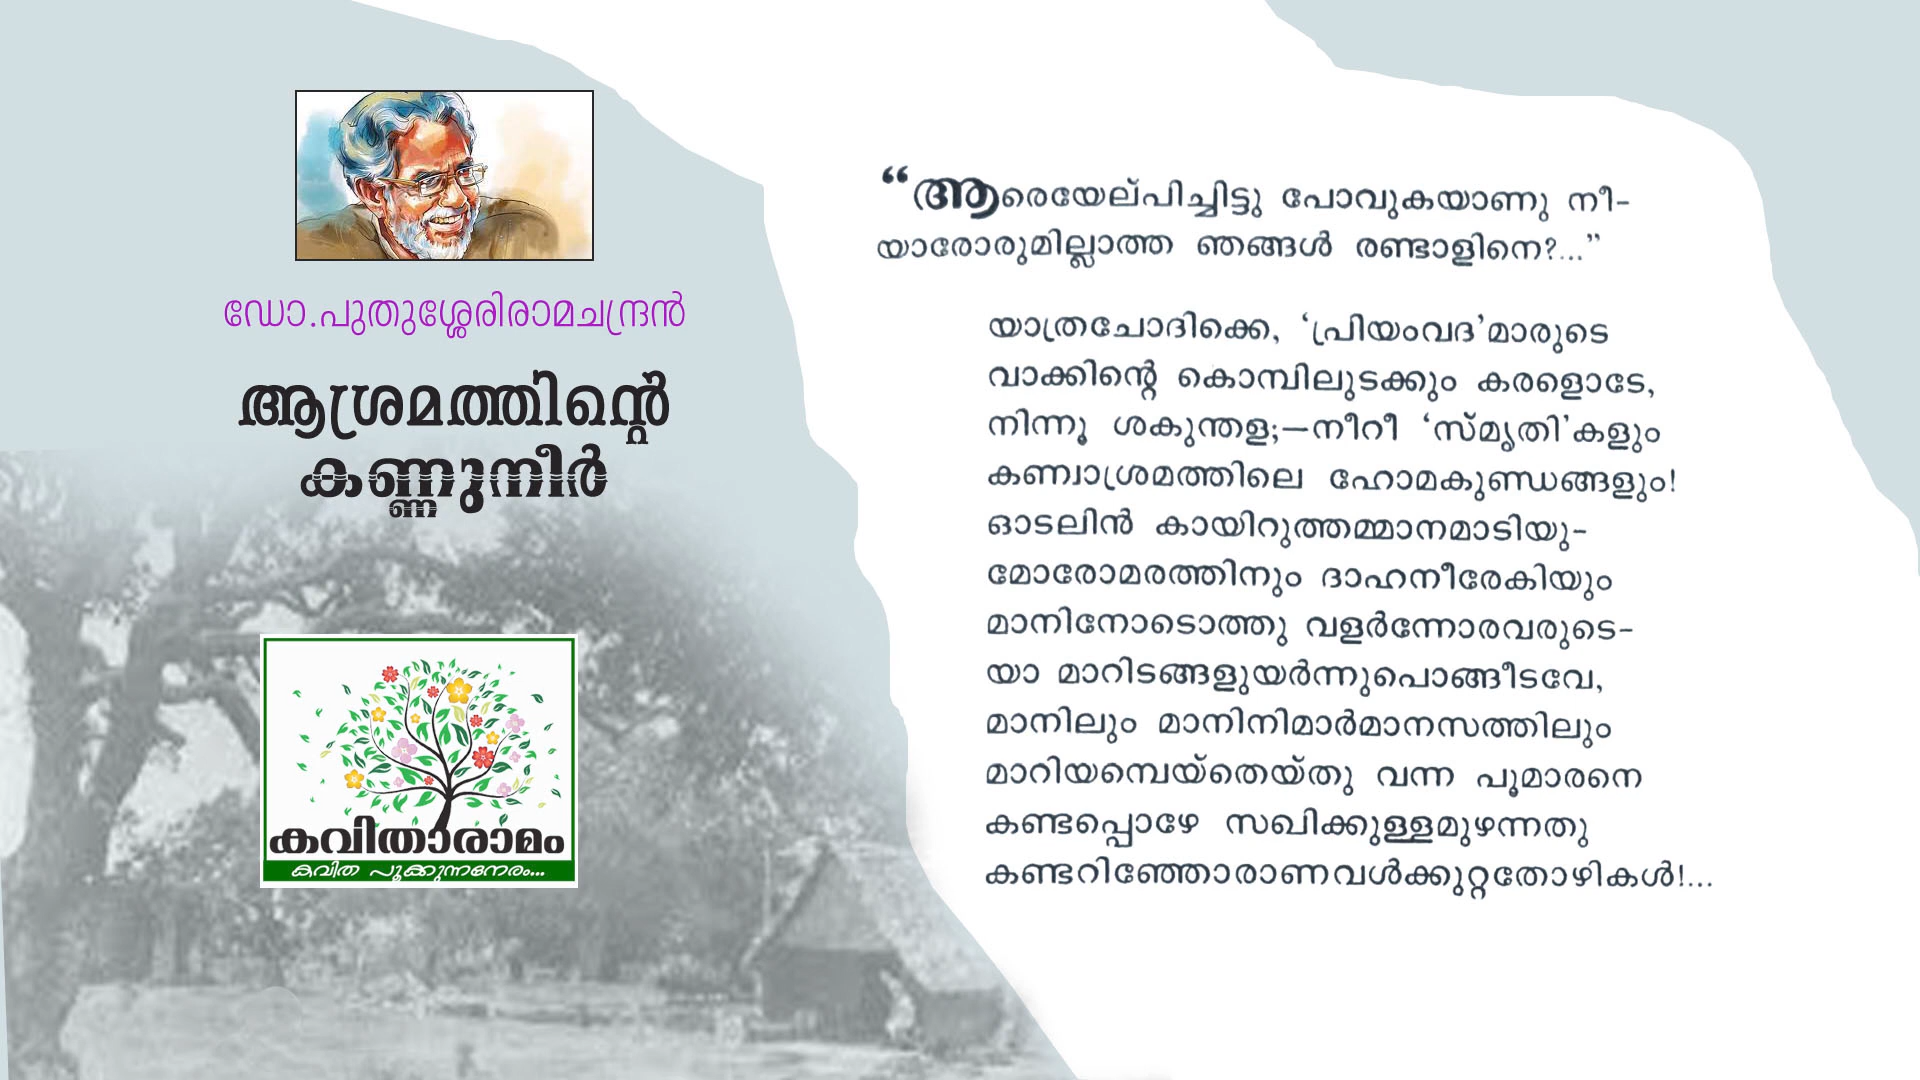 ഡോ.പുതുശ്ശേരിരാമചന്ദ്രൻ
ആശ്രമത്തിന്റെ
കണ്ണുനീർ
കവിതാരാമം
കവിത പൂക്കുന്നനേരം...
“ആരെയേല്പിച്ചിട്ടു പോവുകയാണു നീ-
യാരോരുമില്ലാത്ത ഞങ്ങൾ രണ്ടാളിനെ?...”
യാത്രചോദിക്കെ, ‘പ്രിയംവദ’മാരുടെ
വാക്കിന്റെ കൊമ്പിലുടക്കും കരളൊടേ,
നിന്നൂ ശകുന്തള;—നീറീ ‘സ്മൃതി’കളും
കണ്വാശ്രമത്തിലെ ഹോമകുണ്ഡങ്ങളും!
ഓടലിൻ കായിറുത്തമ്മാനമാടിയു-
മോരോമരത്തിനും ദാഹനീരേകിയും
മാനിനോടൊത്തു വളർന്നോരവരുടെ-
യാ മാറിടങ്ങളുയർന്നുപൊങ്ങീടവേ,
മാനിലും മാനിനിമാർമാനസത്തിലും
മാറിയമ്പെയ്തെയ്തു വന്ന പൂമാരനെ
കണ്ടപ്പൊഴേ സഖിക്കുള്ളമുഴന്നതു
കണ്ടറിഞ്ഞോരാണവൾക്കുറ്റതോഴികൾ!...